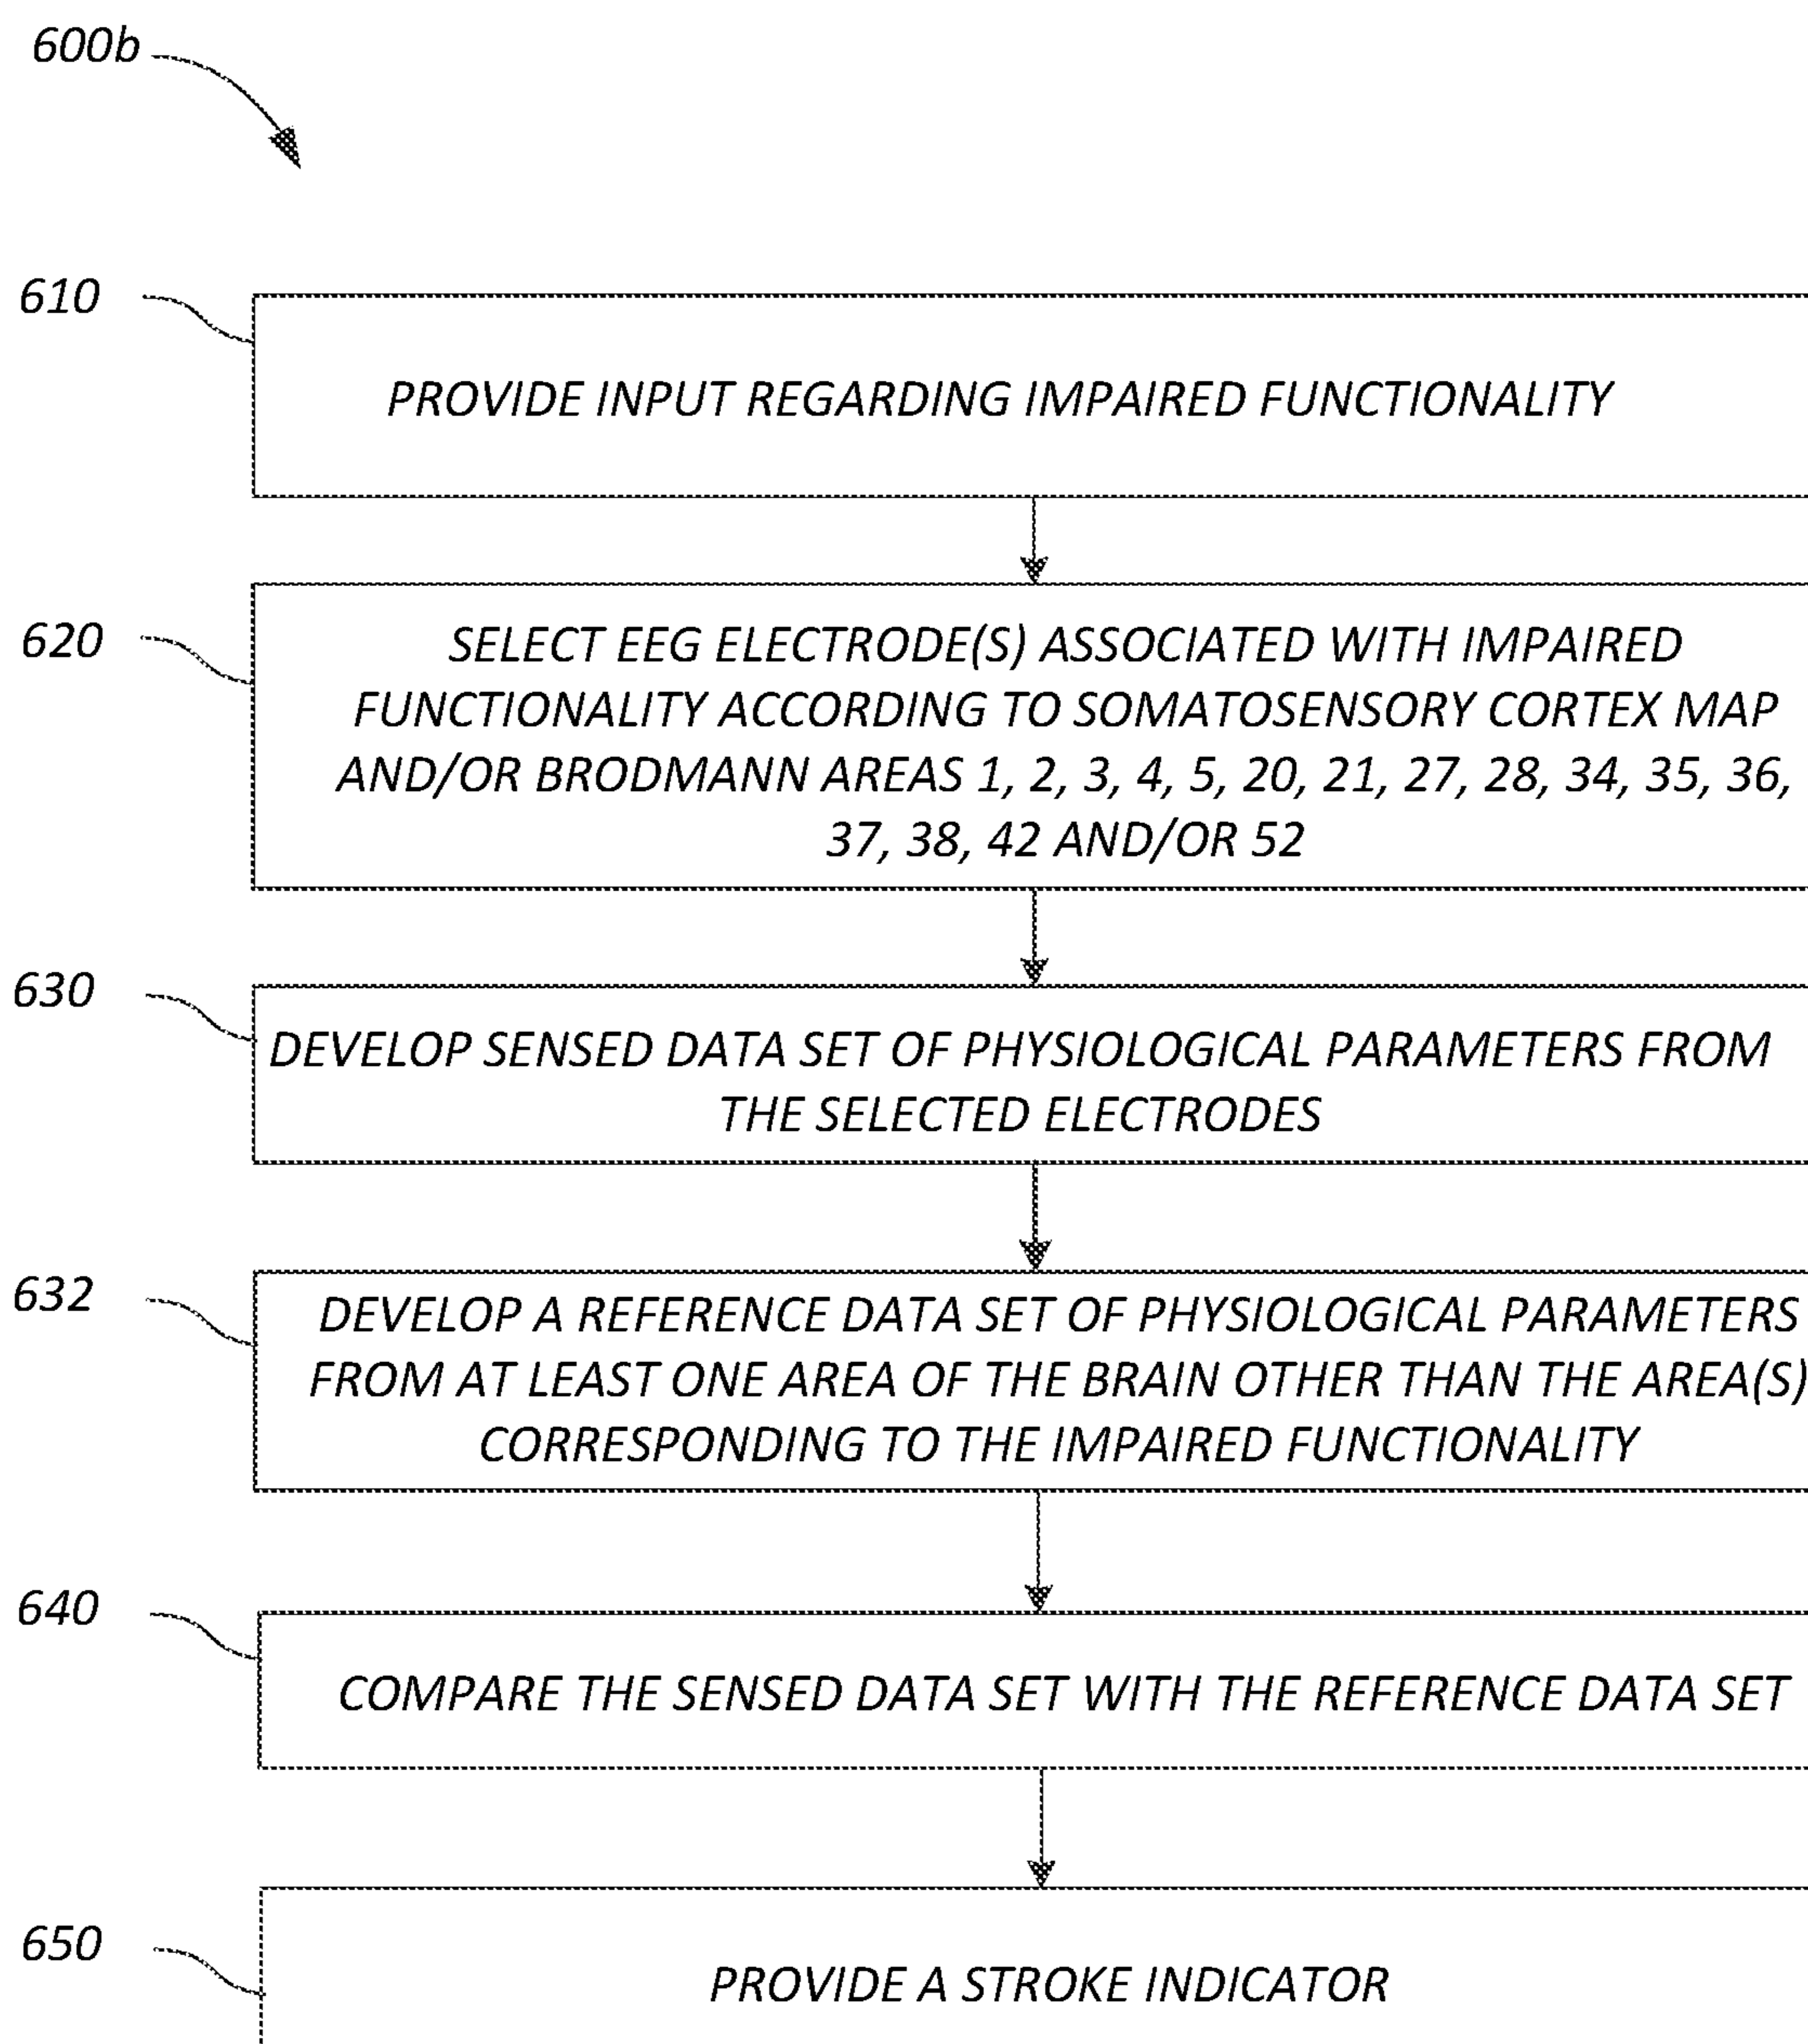 600b
610
PROVIDE INPUT REGARDING IMPAIRED FUNCTIONALITY
620
SELECT EEG ELECTRODE(S) ASSOCIATED WITH IMPAIRED
FUNCTIONALITY ACCORDING TO SOMATOSENSORY CORTEX MAP
AND/OR BRODMANN AREAS 1, 2, 3, 4, 5, 20, 21, 27, 28, 34, 35, 36,
37, 38, 42 AND/OR 52
630
DEVELOP SENSED DATA SET OF PHYSIOLOGICAL PARAMETERS FROM
THE SELECTED ELECTRODES
632
DEVELOP A REFERENCE DATA SET OF PHYSIOLOGICAL PARAMETERS
FROM AT LEAST ONE AREA OF THE BRAIN OTHER THAN THE AREA(S)
CORRESPONDING TO THE IMPAIRED FUNCTIONALITY
640
COMPARE THE SENSED DATA SET WITH THE REFERENCE DATA SET
650
PROVIDE A STROKE INDICATOR